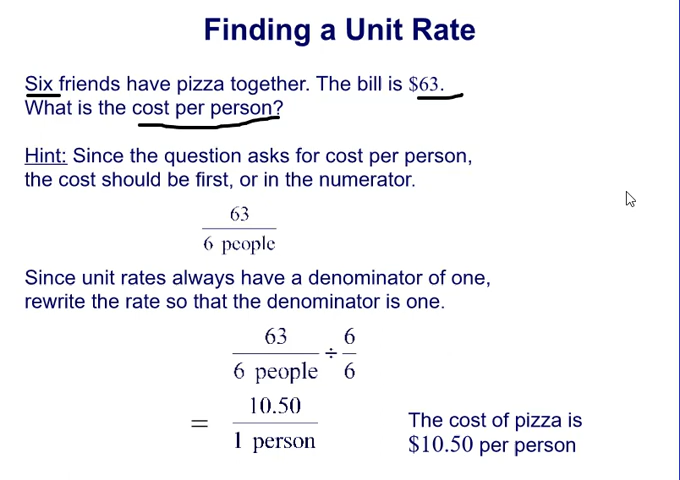 Finding a Unit Rate
Six friends have pizza together. The bill is $63.
What is the cost per person?
Hint: Since the question asks for cost per person,
the cost should be first, or in the numerator.
63
6 people
Since unit rates always have a denominator of one,
rewrite the rate so that the denominator is one.
63 / 6 people ÷ 6 / 6
= 10.50 / 1 person
The cost of pizza is
$10.50 per person